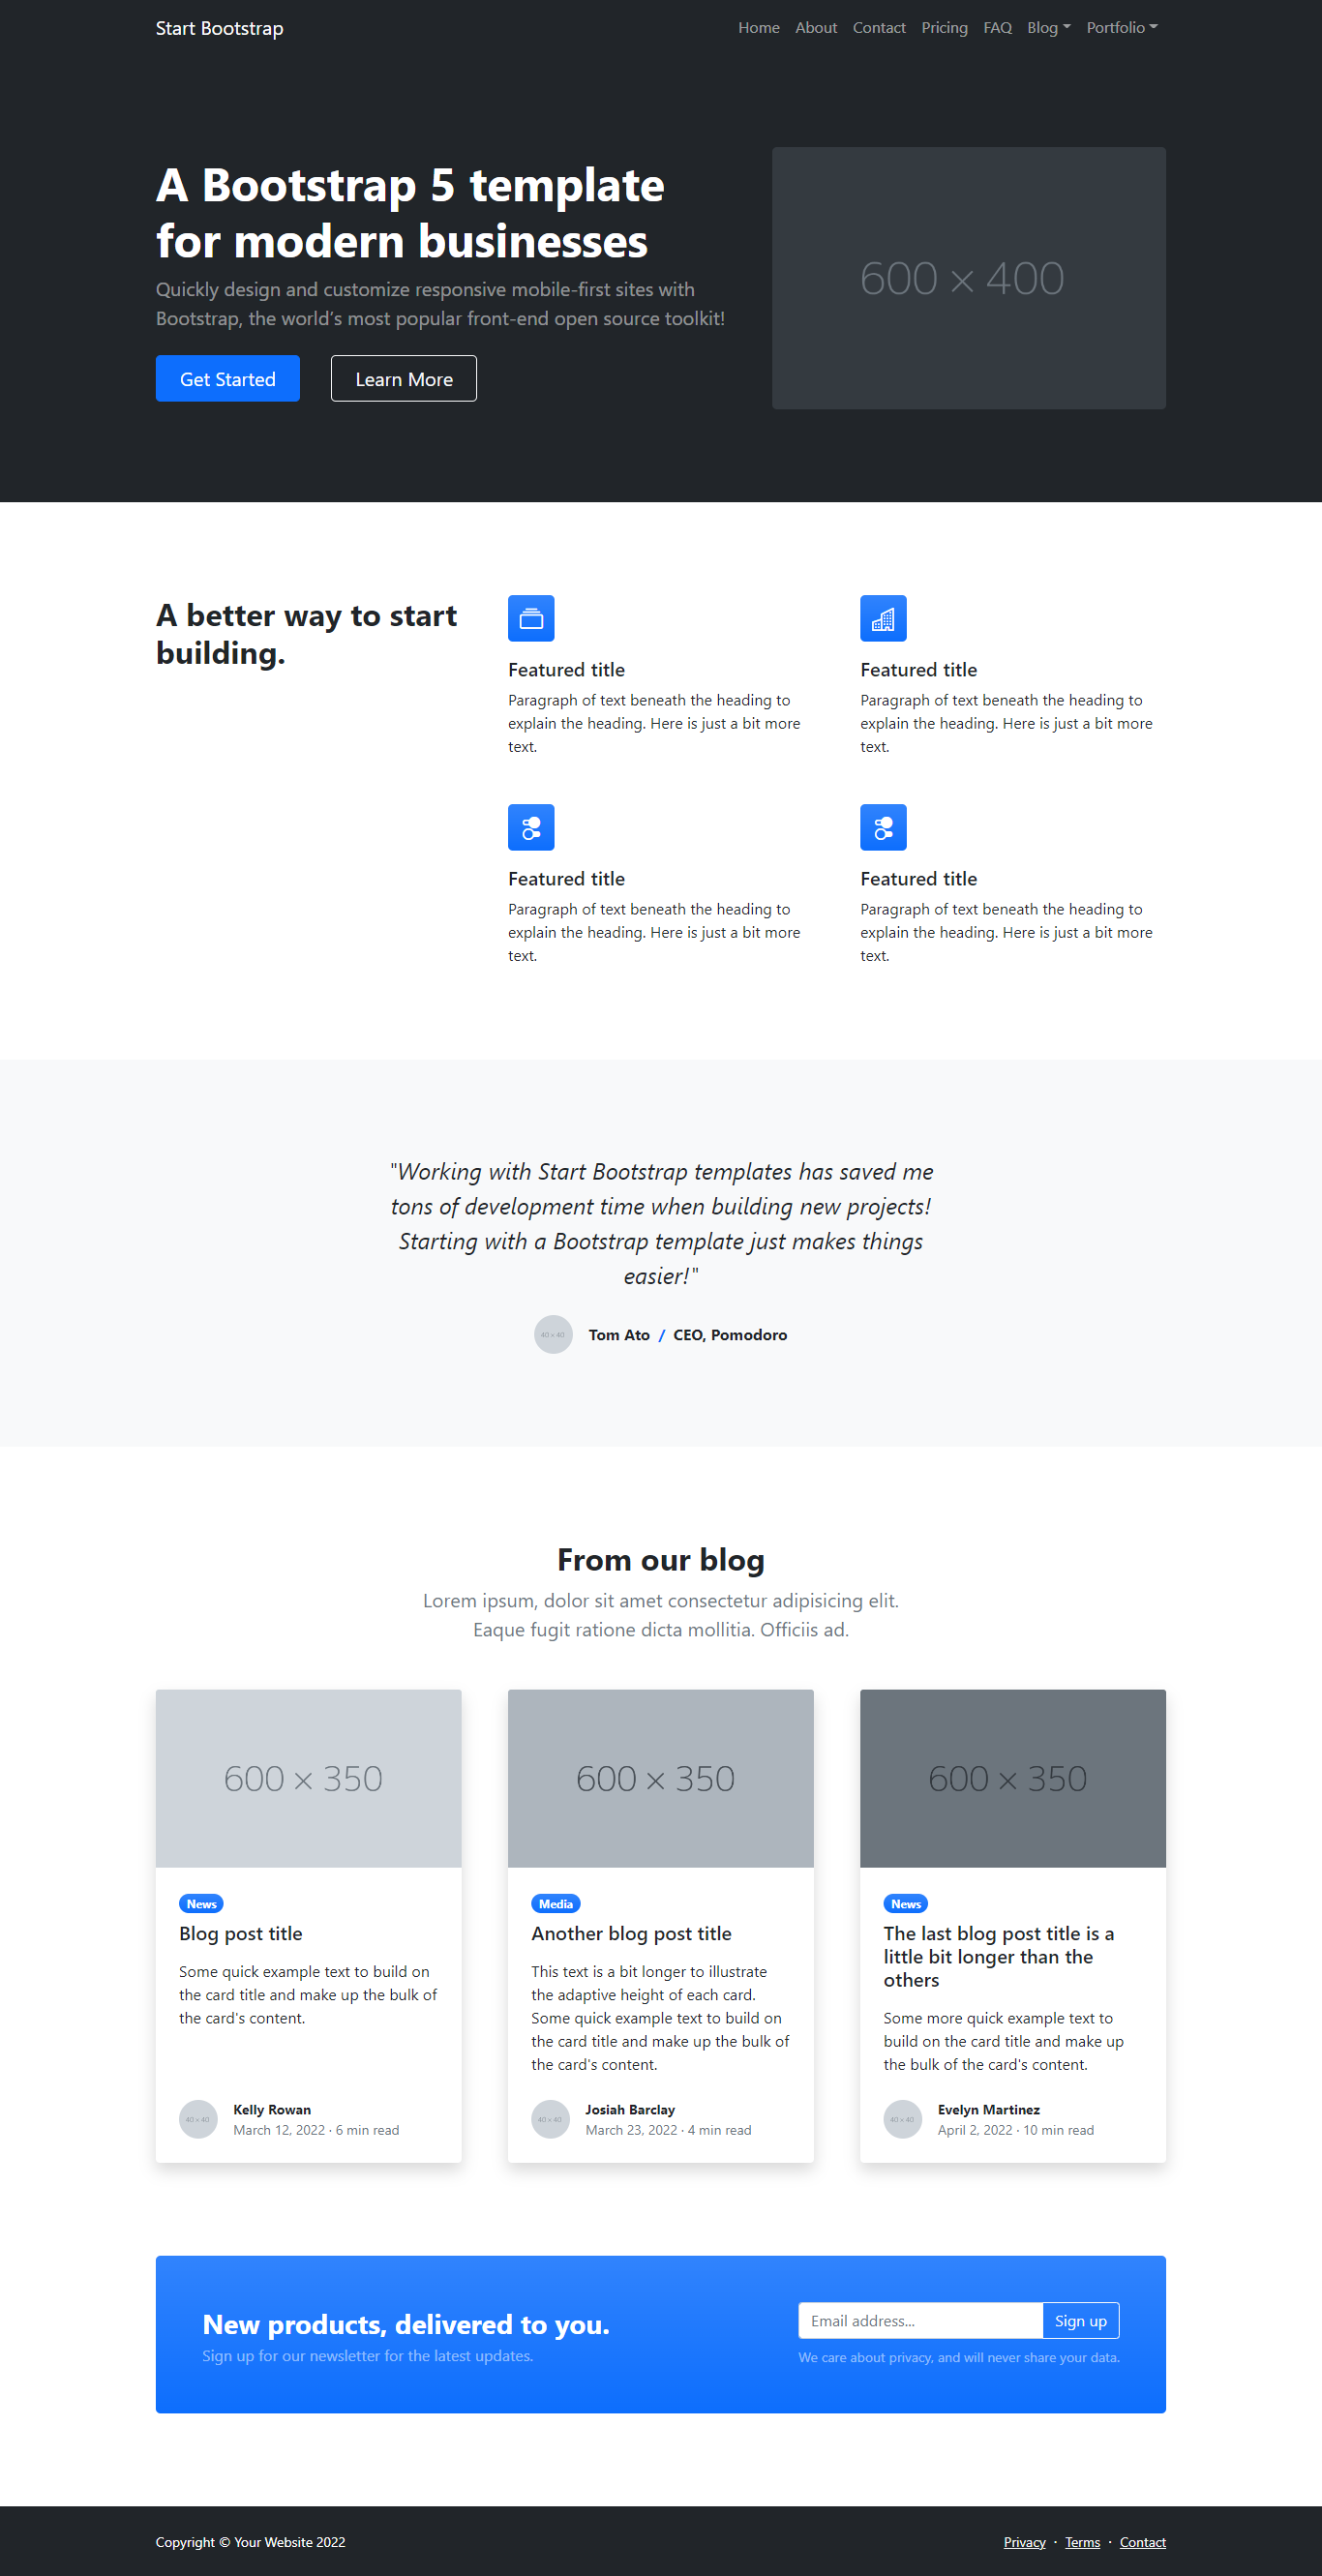 Start Bootstrap
Home About Contact Pricing FAQ Blog Portfolio
A Bootstrap 5 template
for modern businesses
Quickly design and customize responsive mobile-first sites with
Bootstrap, the world’s most popular front-end open source toolkit!
Get Started
Learn More
600 × 400
A better way to start
building.
Featured title
Paragraph of text beneath the heading to
explain the heading. Here is just a bit more
text.
Featured title
Paragraph of text beneath the heading to
explain the heading. Here is just a bit more
text.
Featured title
Paragraph of text beneath the heading to
explain the heading. Here is just a bit more
text.
Featured title
Paragraph of text beneath the heading to
explain the heading. Here is just a bit more
text.
"Working with Start Bootstrap templates has saved me
tons of development time when building new projects!
Starting with a Bootstrap template just makes things
easier!"
40 × 40
Tom Ato / CEO, Pomodoro
From our blog
Lorem ipsum, dolor sit amet consectetur adipisicing elit.
Eaque fugit ratione dicta mollitia. Officiis ad.
600 × 350
News
Blog post title
Some quick example text to build on
the card title and make up the bulk of
the card's content.
40 × 40
Kelly Rowan
March 12, 2022 · 6 min read
600 × 350
Media
Another blog post title
This text is a bit longer to illustrate
the adaptive height of each card.
Some quick example text to build on
the card title and make up the bulk of
the card's content.
40 × 40
Josiah Barclay
March 23, 2022 · 4 min read
600 × 350
News
The last blog post title is a
little bit longer than the
others
Some more quick example text to
build on the card title and make up
the bulk of the card's content.
40 × 40
Evelyn Martinez
April 2, 2022 · 10 min read
New products, delivered to you.
Sign up for our newsletter for the latest updates.
Email address...
Sign up
We care about privacy, and will never share your data.
Copyright © Your Website 2022
Privacy · Terms · Contact